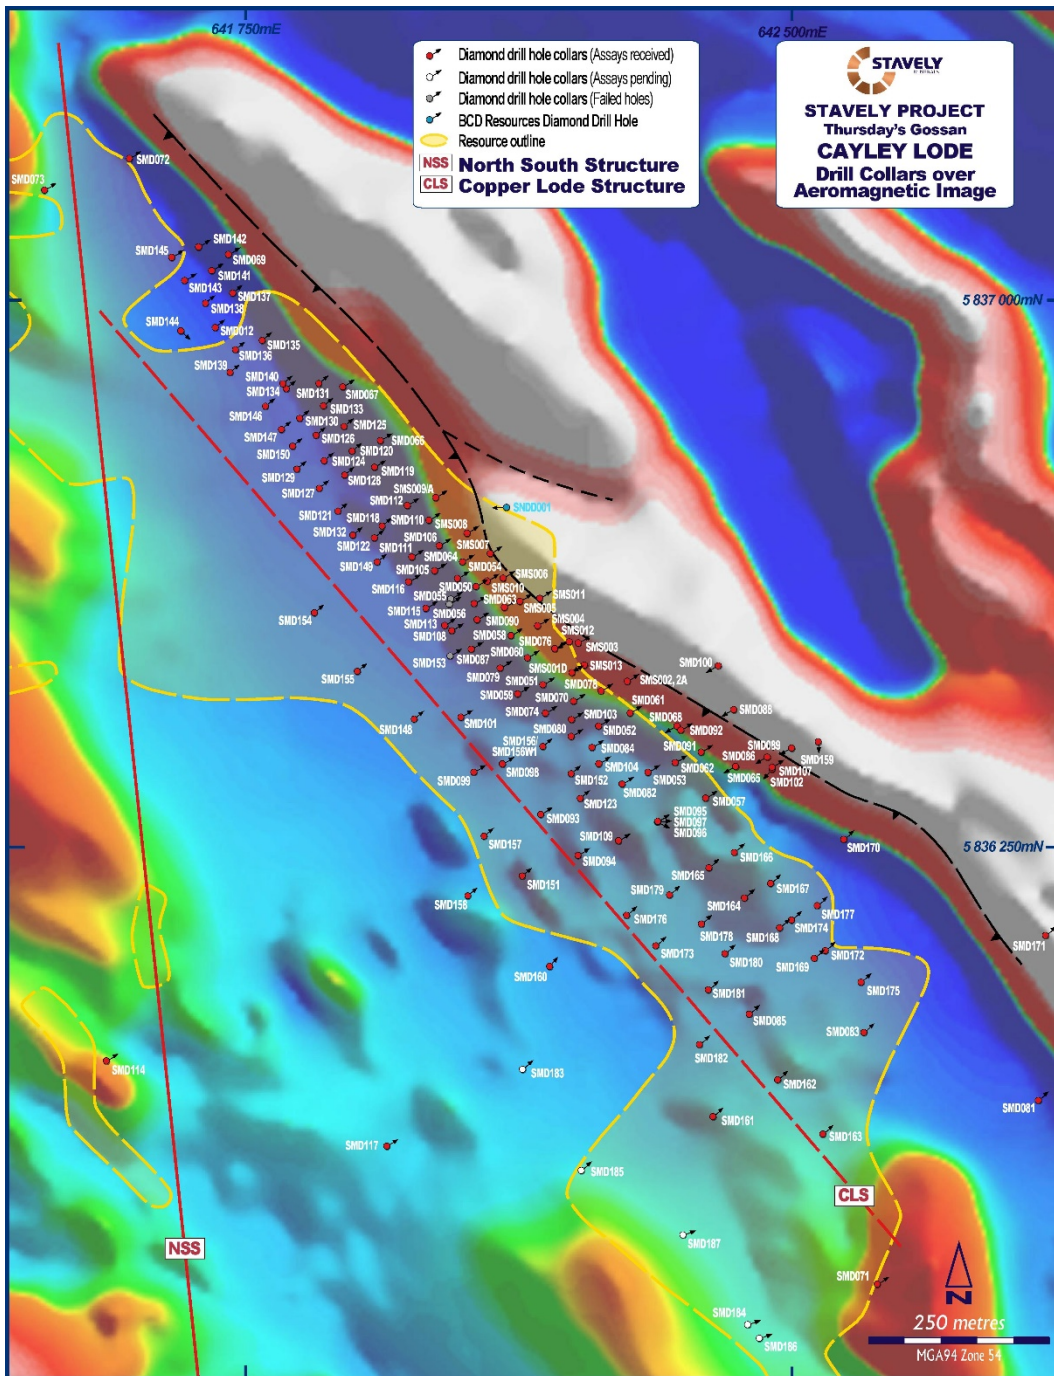 641 750mE
642 500mE
Diamond drill hole collars (Assays received)
Diamond drill hole collars (Assays pending)
Diamond drill hole collars (Failed holes)
BCD Resources Diamond Drill Hole
Resource outline
NSS North South Structure
CLS Copper Lode Structure
STAVELY
STAVELY PROJECT
Thursday's Gossan
CAYLEY LODE
Drill Collars over
Aeromagnetic Image
SMD072
SMD073
SMD142
SMD145
SMD069
SMD141
SMD143
SMD137
SMD138
5 837 000mN
SMD144
SMD012
SMD135
SMD136
SMD139
SMD140
SMD134
SMD131
SMD067
SMD146
SMD133
SMD130
SMD125
SMD147
SMD126
SMD066
SMD150
SMD120
SMD124
SMD119
SMD129
SMD128
SMD127
SMS009/A
SMD112
SNDD001
SMD121
SMD118
SMD110
SMS008
SMD132
SMD122
SMD106
SMS007
SMD111
SMD064
SMD149
SMD105
SMD054
SMS006
SMD116
SMD050
SMS010
SMD055
SMD063
SMS011
SMD115
SMD056
SMS005
SMD154
SMD113
SMD090
SMS004
SMD108
SMD058
SMD076
SMS012
SMS003
SMD153
SMD087
SMD060
SMD155
SMD079
SMS001D
SMS013
SMD100
SMD051
SMD078
SMS002, 2A
SMD059
SMD070
SMD061
SMD148
SMD101
SMD074
SMD103
SMD068
SMD088
SMD080
SMD052
SMD092
SMD156/
SMD156W1
SMD084
SMD091
SMD089
SMD159
SMD099
SMD098
SMD104
SMD062
SMD086
SMD107
SMD152
SMD053
SMD065
SMD102
SMD082
SMD123
SMD057
SMD093
SMD095
SMD097
SMD096
SMD157
SMD109
SMD170
5 836 250mN
SMD094
SMD166
SMD165
SMD151
SMD167
SMD158
SMD179
SMD164
SMD177
SMD176
SMD174
SMD178
SMD168
SMD171
SMD173
SMD180
SMD172
SMD160
SMD169
SMD175
SMD181
SMD085
SMD083
SMD182
SMD114
SMD183
SMD162
SMD081
SMD161
SMD117
SMD163
SMD185
CLS
NSS
SMD187
SMD071
SMD184
SMD186
N
250 metres
MGA94 Zone 54